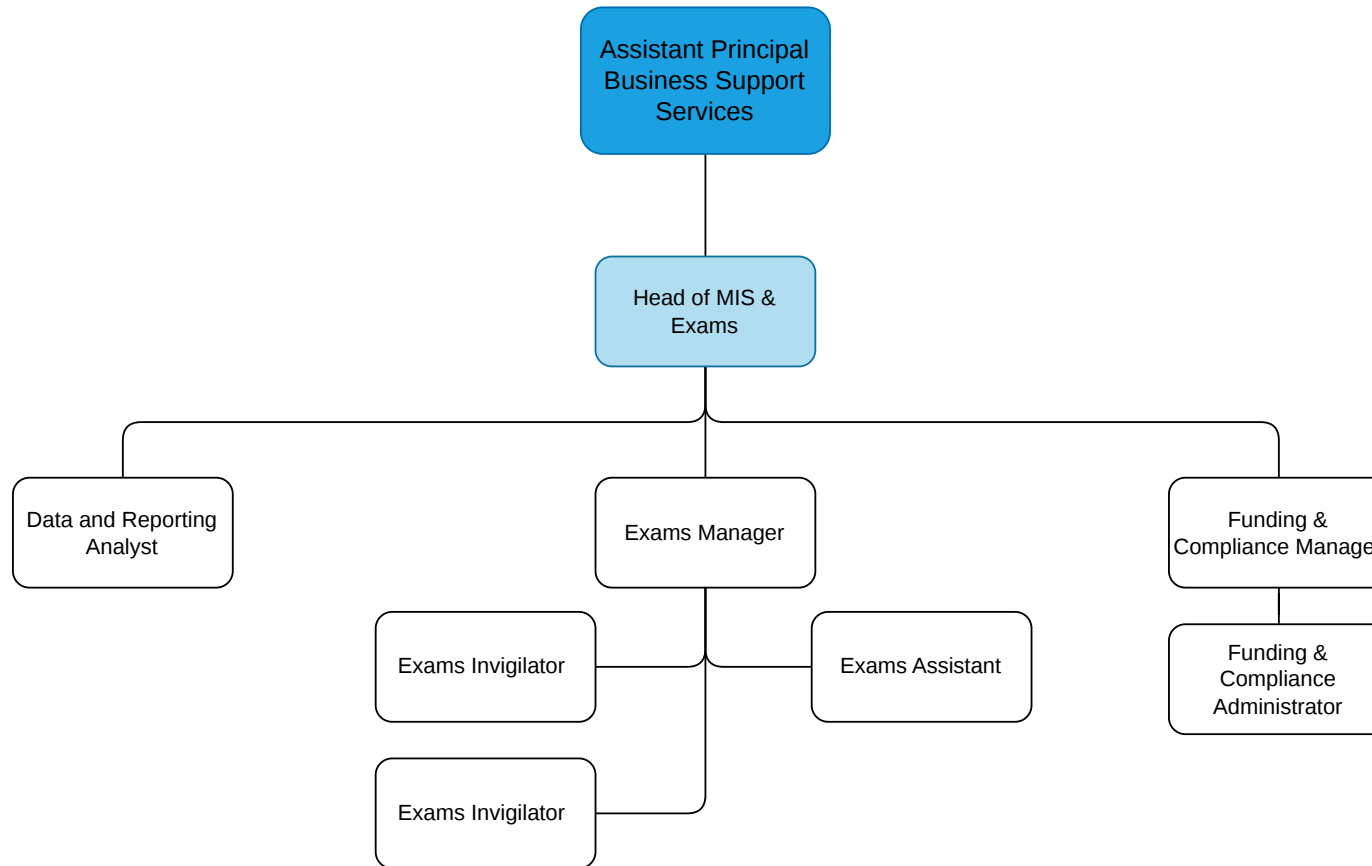 Assistant Principal
Business Support
Services
Head of MIS &
Exams
Data and Reporting
Analyst
Exams Manager
Funding &
Compliance Manage
Exams Invigilator
Exams Assistant
Funding &
Compliance
Administrator
Exams Invigilator